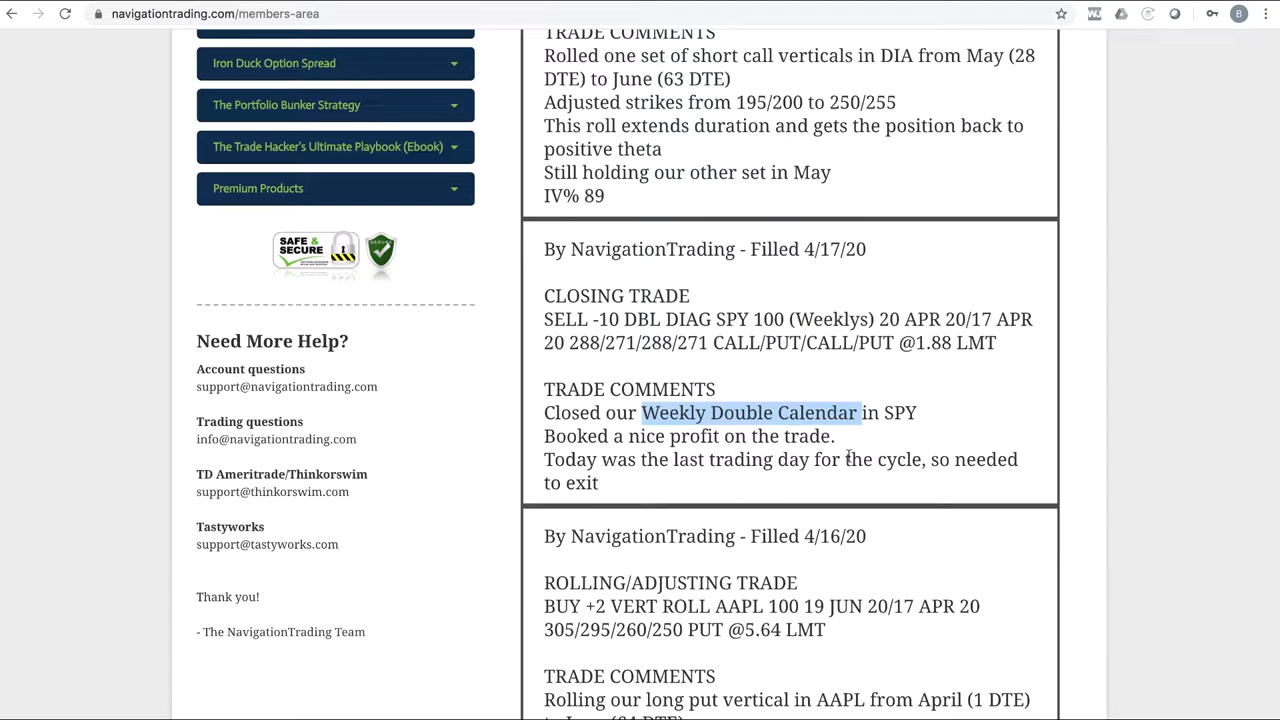 navigationtrading.com/members-area
B
Iron Duck Option Spread
The Portfolio Bunker Strategy
The Trade Hacker's Ultimate Playbook (Ebook)
Premium Products
SAFE &
SECURE
Need More Help?
Account questions
support@navigationtrading.com
Trading questions
info@navigationtrading.com
TD Ameritrade/Thinkorswim
support@thinkorswim.com
Tastyworks
support@tastyworks.com
Thank you!
- The NavigationTrading Team
TRADE COMMENTS
Rolled one set of short call verticals in DIA from May (28
DTE) to June (63 DTE)
Adjusted strikes from 195/200 to 250/255
This roll extends duration and gets the position back to
positive theta
Still holding our other set in May
IV% 89
By NavigationTrading - Filled 4/17/20
CLOSING TRADE
SELL -10 DBL DIAG SPY 100 (Weeklys) 20 APR 20/17 APR
20 288/271/288/271 CALL/PUT/CALL/PUT @1.88 LMT
TRADE COMMENTS
Closed our Weekly Double Calendar in SPY
Booked a nice profit on the trade.
Today was the last trading day for the cycle, so needed
to exit
By NavigationTrading - Filled 4/16/20
ROLLING/ADJUSTING TRADE
BUY +2 VERT ROLL AAPL 100 19 JUN 20/17 APR 20
305/295/260/250 PUT @5.64 LMT
TRADE COMMENTS
Rolling our long put vertical in AAPL from April (1 DTE)
to June (64 DTE)